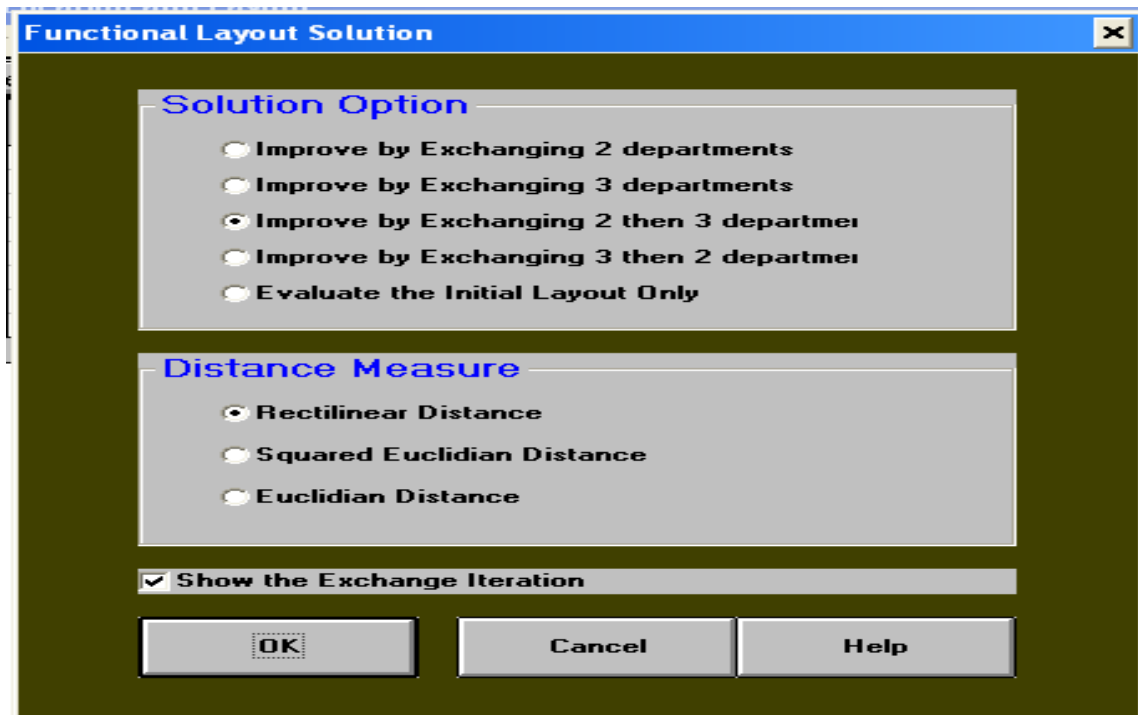 Functional Layout Solution
Solution Option
Improve by Exchanging 2 departments
Improve by Exchanging 3 departments
Improve by Exchanging 2 then 3 departmer
Improve by Exchanging 3 then 2 departmer
Evaluate the Initial Layout Only
Distance Measure
Rectilinear Distance
Squared Euclidian Distance
Euclidian Distance
Show the Exchange Iteration
OK Cancel Help